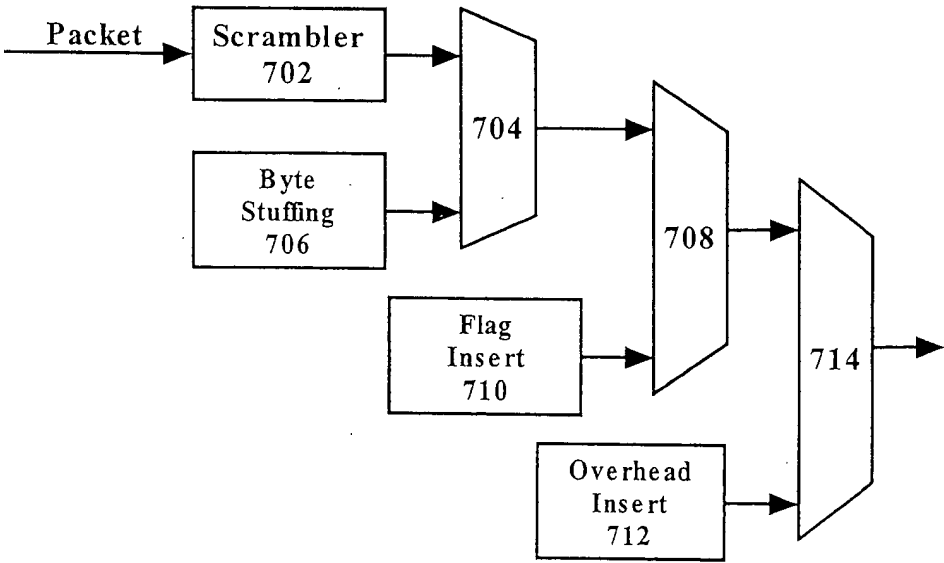 Packet
Scrambler
702
704
Byte
Stuffing
706
708
Flag
Insert
710
714
Overhead
Insert
712